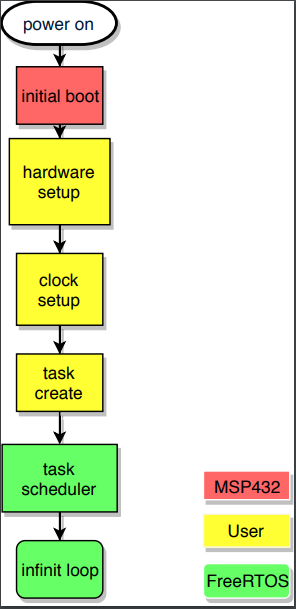 power on
initial boot
hardware
setup
clock
setup
task
create
task
scheduler
infinit loop
MSP432
User
FreeRTOS